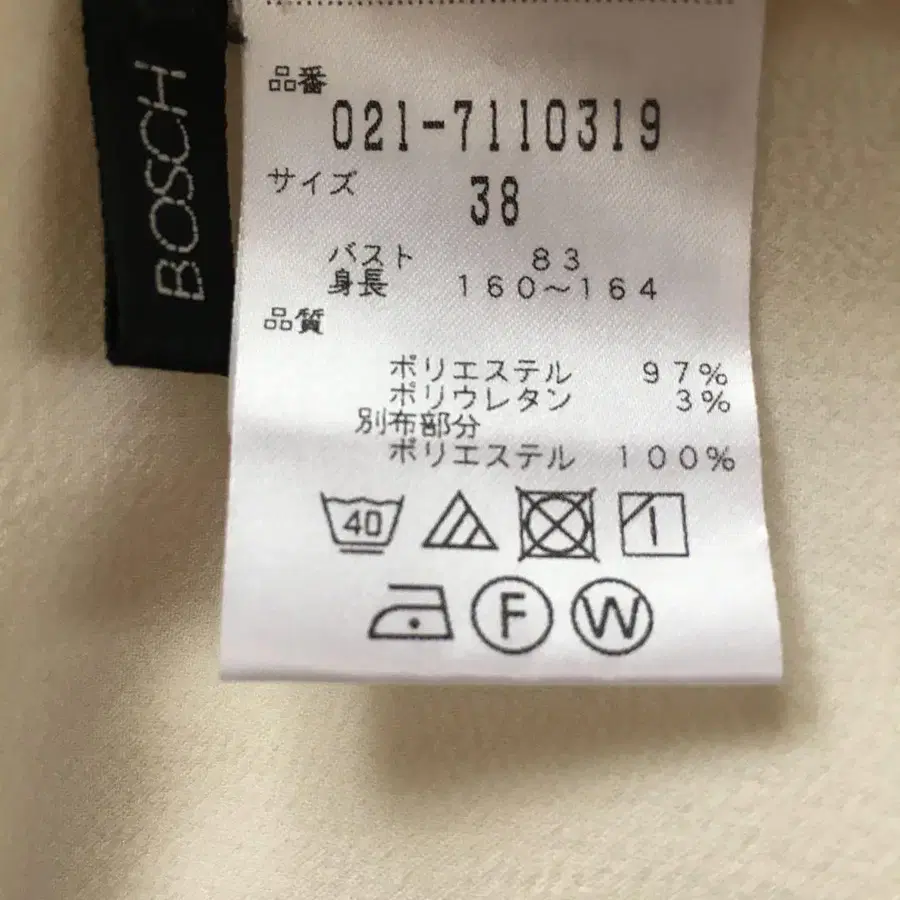 BOSCH
品番
021-7110319
サイズ
38
バスト 83
身長 160～164
品質
ポリエステル 97%
ポリウレタン 3%
別布部分
ポリエステル 100%
40
F W